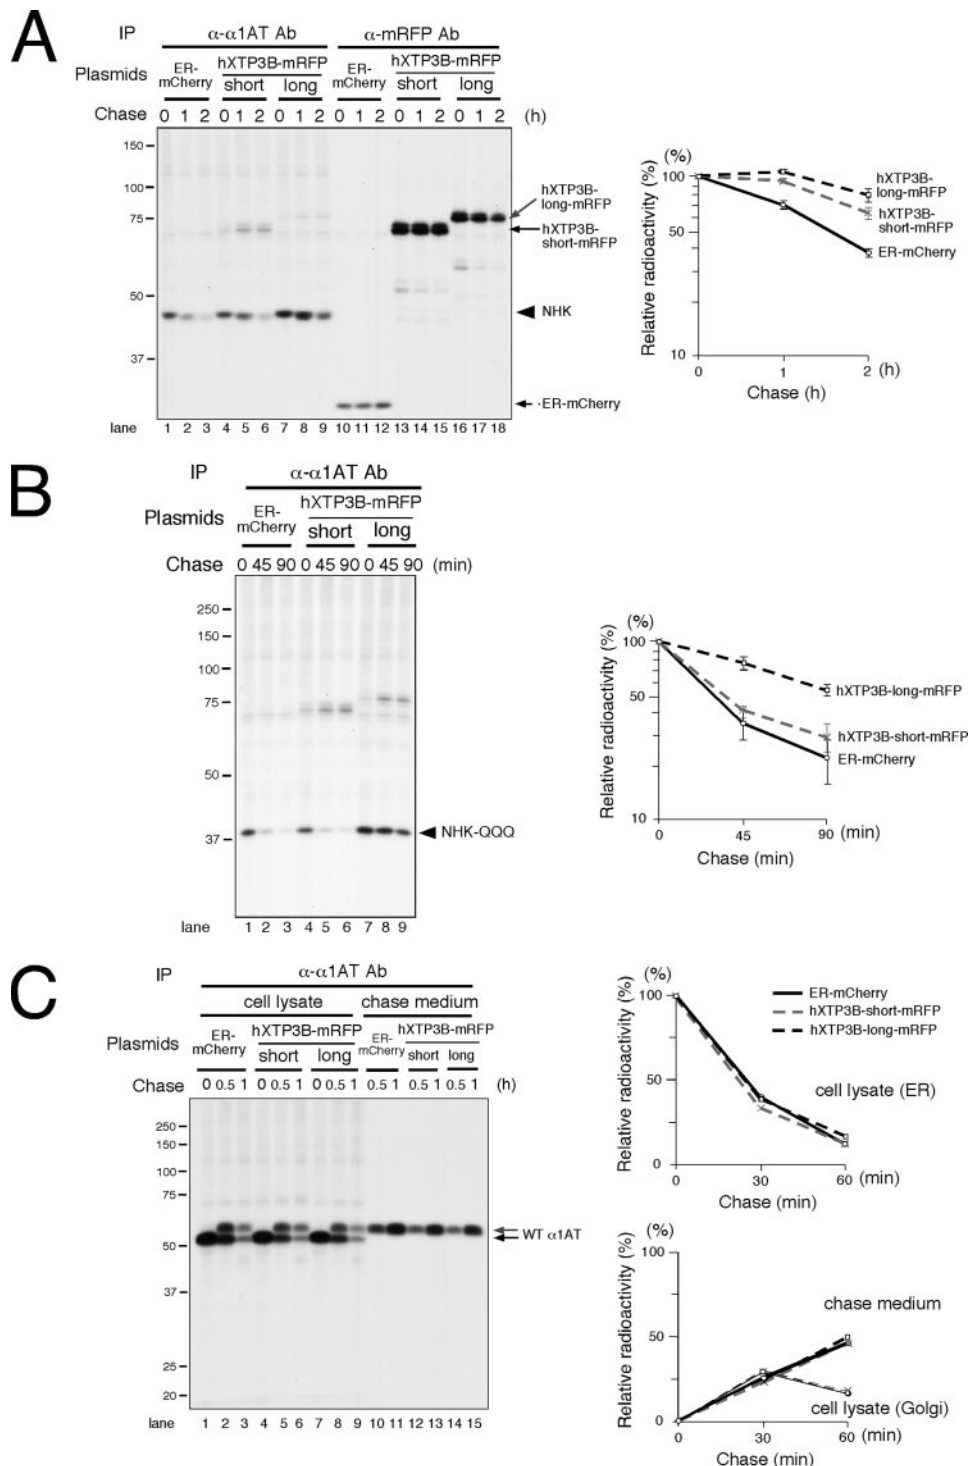 A
IP
α-α1AT Ab
α-mRFP Ab
Plasmids
ER-
mCherry
hXTP3B-mRFP
short
long
ER-
mCherry
hXTP3B-mRFP
short
long
Chase
0 1 2 0 1 2 0 1 2 0 1 2 0 1 2 0 1 2 (h)
150
100
75
50
37
hXTP3B-
long-mRFP
hXTP3B-
short-mRFP
NHK
ER-mCherry
lane 1 2 3 4 5 6 7 8 9 10 11 12 13 14 15 16 17 18
(%)
Relative radioactivity (%)
100
50
10
hXTP3B-
long-mRFP
hXTP3B-
short-mRFP
ER-mCherry
0 1 2 (h)
Chase (h)
B
IP
α-α1AT Ab
Plasmids
ER-
mCherry
hXTP3B-mRFP
short
long
Chase
0 45 90 0 45 90 0 45 90 (min)
250
150
100
75
50
37
NHK-QQQ
lane 1 2 3 4 5 6 7 8 9
(%)
Relative radioactivity (%)
100
50
10
hXTP3B-long-mRFP
hXTP3B-short-mRFP
ER-mCherry
0 45 90 (min)
Chase (min)
C
IP
α-α1AT Ab
cell lysate
chase medium
Plasmids
ER-
mCherry
hXTP3B-mRFP
short
long
ER-
mCherry
hXTP3B-mRFP
short
long
Chase
0 0.5 1 0 0.5 1 0 0.5 1 0.5 1 0.5 1 0.5 1 (h)
250
150
100
75
50
37
25
20
WT α1AT
lane 1 2 3 4 5 6 7 8 9 10 11 12 13 14 15
(%)
Relative radioactivity (%)
100
50
0
ER-mCherry
hXTP3B-short-mRFP
hXTP3B-long-mRFP
cell lysate (ER)
0 30 60 (min)
Chase (min)
(%)
Relative radioactivity (%)
100
50
0
chase medium
cell lysate (Golgi)
0 30 60 (min)
Chase (min)